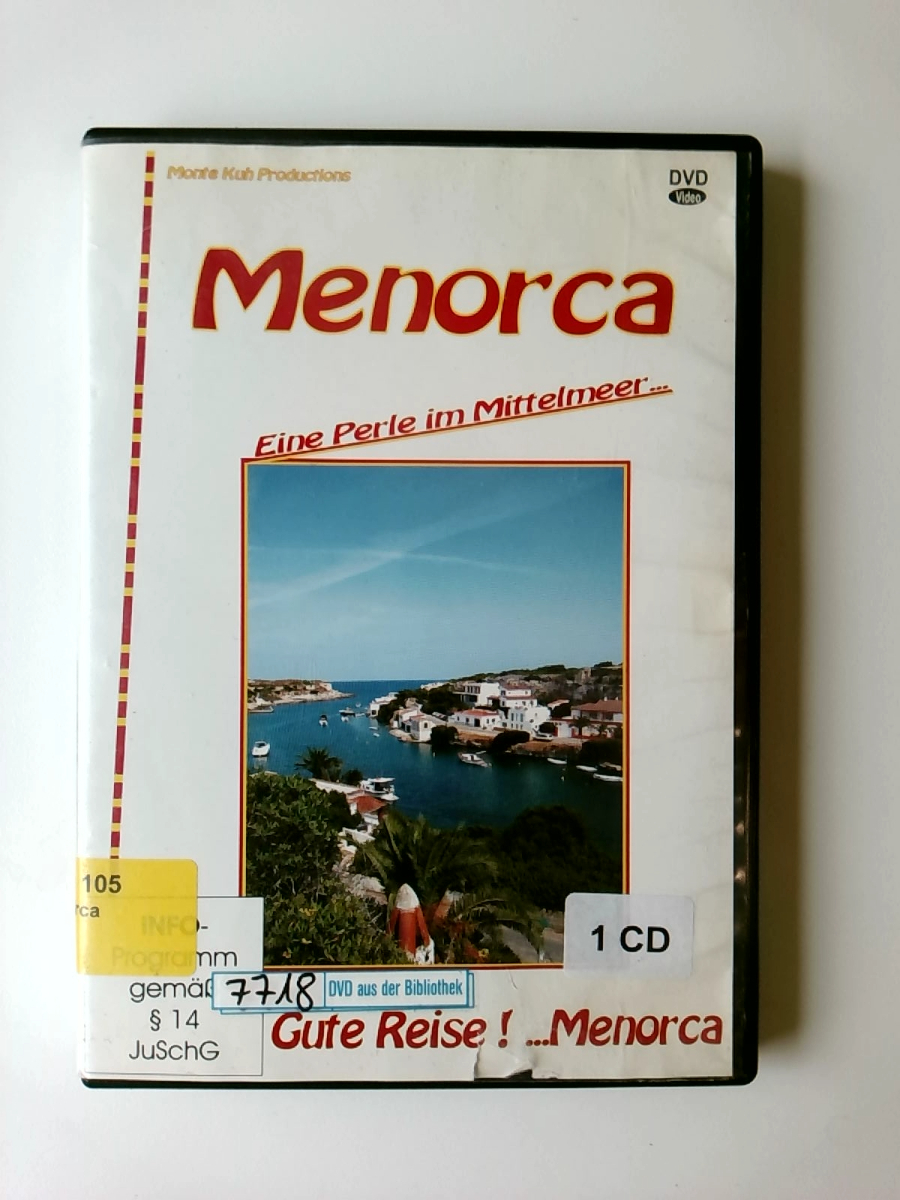 Monte Kuh Productions
DVD
Video
Menorca
Eine Perle im Mittelmeer...
105
rca
INFO-
Programm
gemäß
§ 14
JuSchG
1 CD
7718 DVD aus der Bibliothek
Gute Reise ! ...Menorca